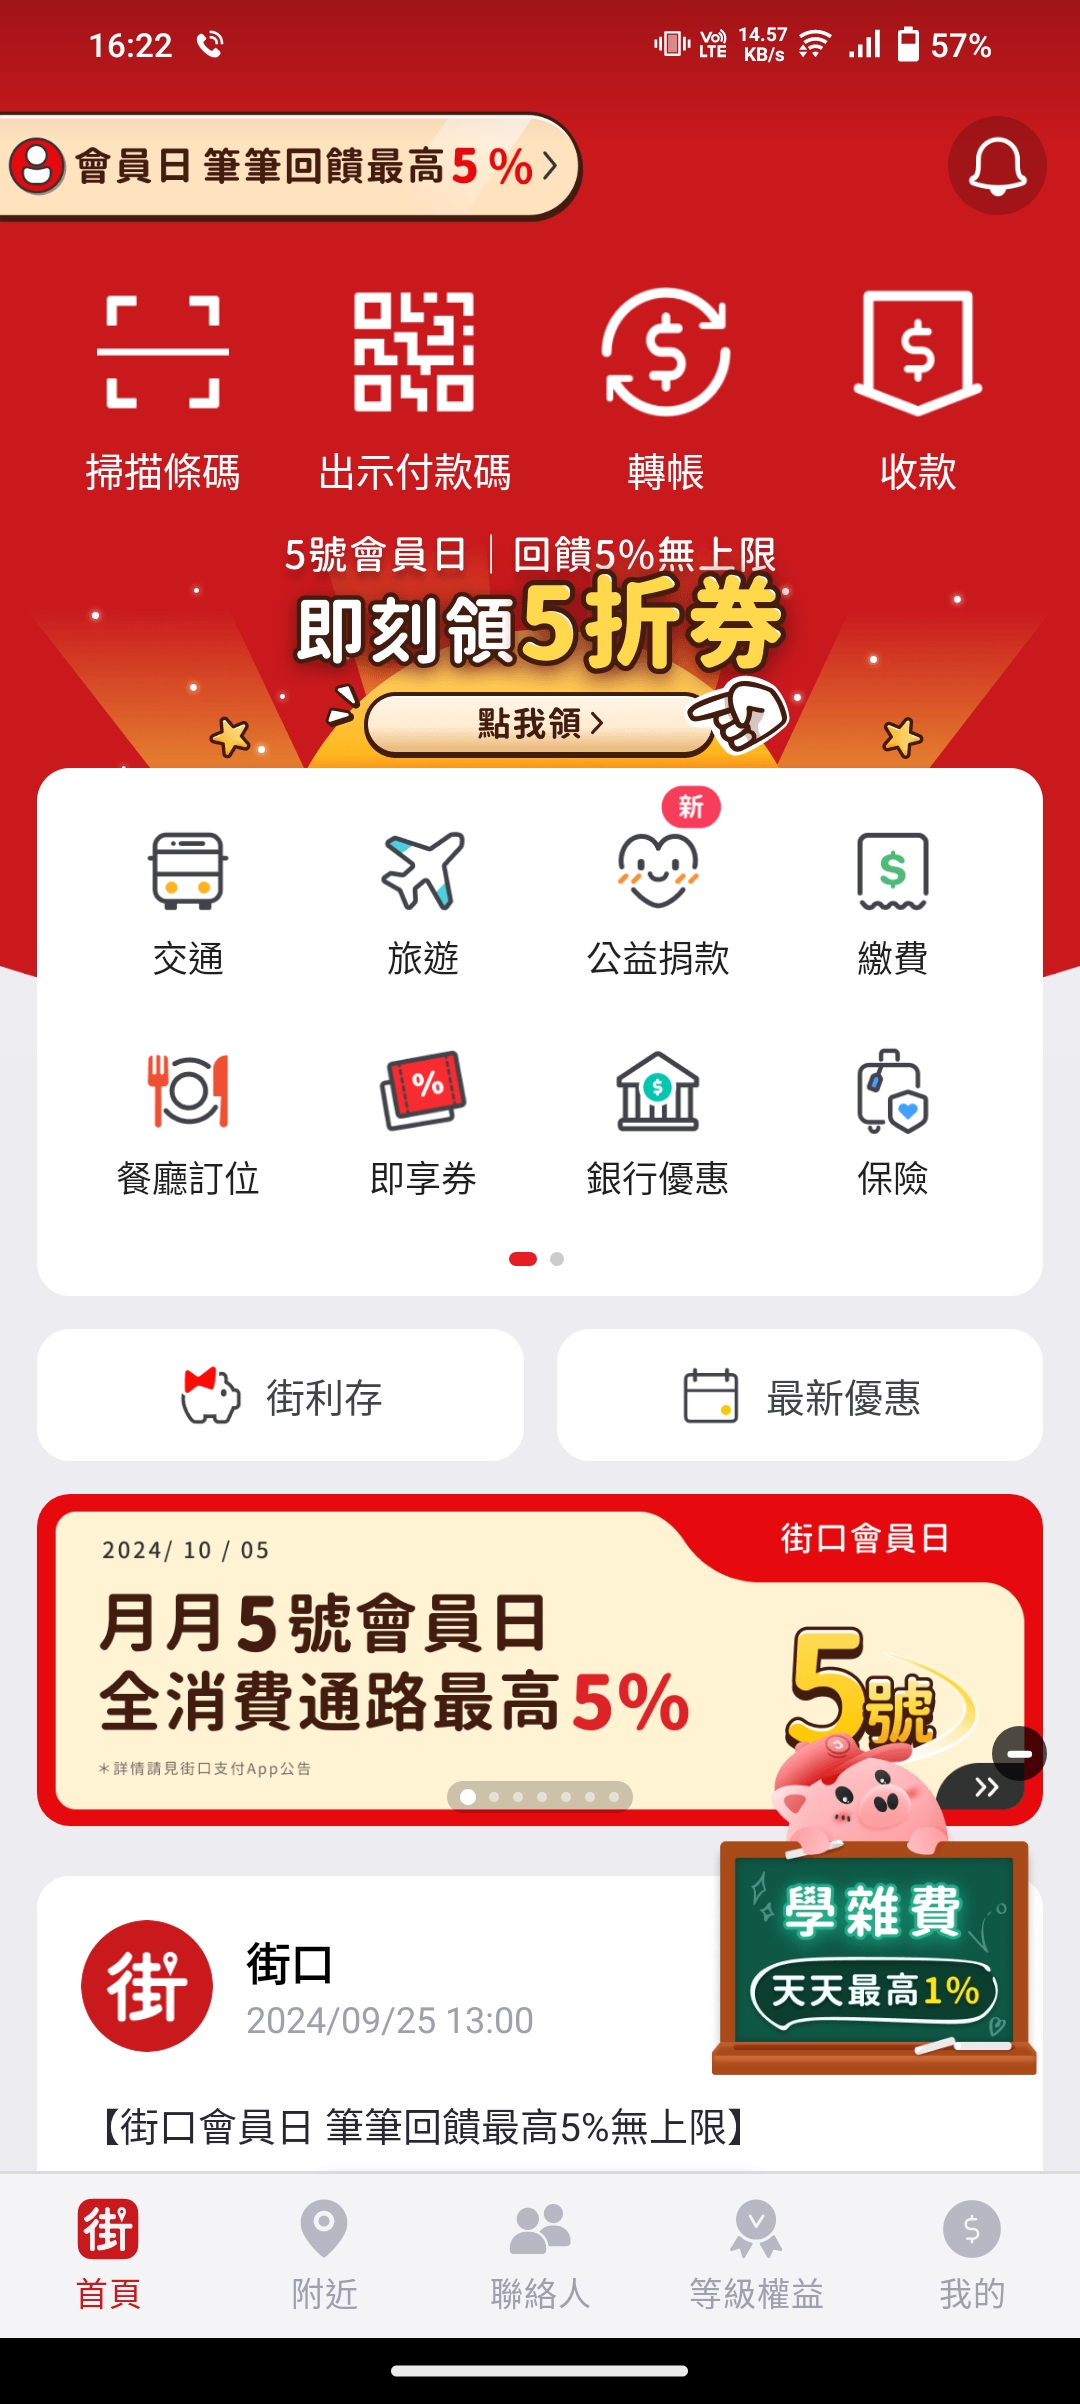 16:22
Vo))
LTE
14.57
KB/s
57%
會員日 筆筆回饋最高5%
掃描條碼
出示付款碼
轉帳
收款
5號會員日｜回饋5%無上限
即刻領5折券
點我領
新
交通
旅遊
公益捐款
繳費
餐廳訂位
即享券
銀行優惠
保險
街利存
最新優惠
2024/ 10 / 05
街口會員日
月月5號會員日
全消費通路最高5%
5號
＊詳情請見街口支付App公告
學雜費
天天最高1%
街
街口
2024/09/25 13:00
【街口會員日 筆筆回饋最高5%無上限】
街
首頁
附近
聯絡人
等級權益
我的